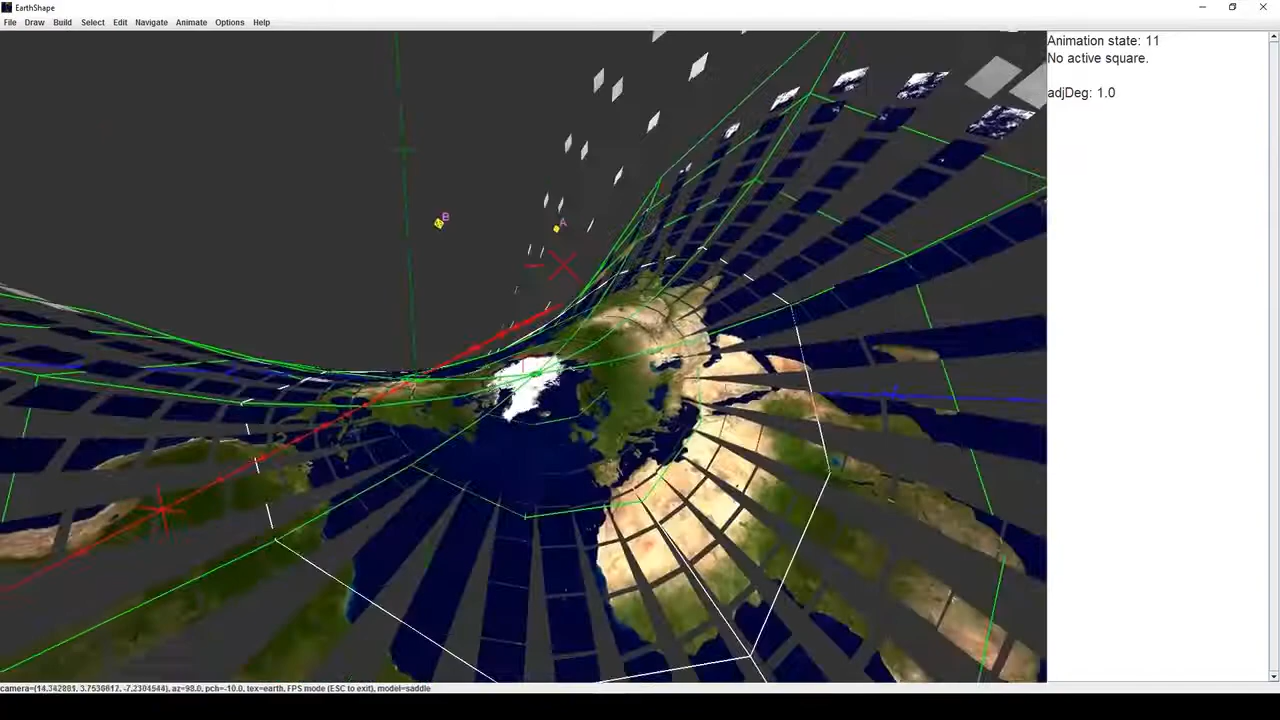 EarthShape
File Draw Build Select Edit Navigate Animate Options Help
Animation state: 11
No active square.
adjDeg: 1.0
B
A
camera=(14.342881, 3.7536617, -7.2304544), az=98.0, pch=-10.0, tex=earth, FPS mode (ESC to exit), model=saddle